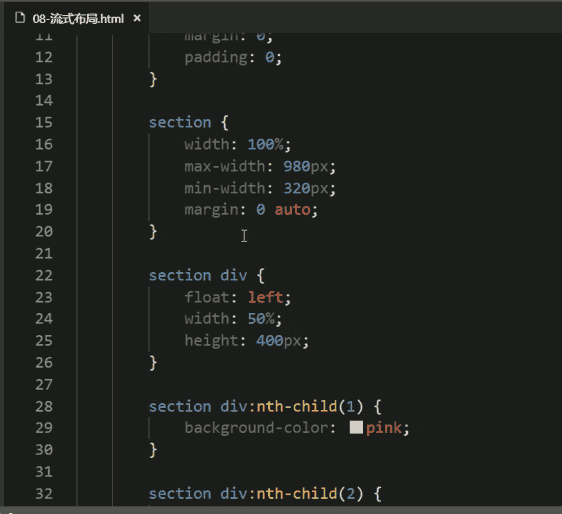 08-流式布局.html ×
11 margin: 0;
12 padding: 0;
13 }
14
15 section {
16 width: 100%;
17 max-width: 980px;
18 min-width: 320px;
19 margin: 0 auto;
20 }
21
22 section div {
23 float: left;
24 width: 50%;
25 height: 400px;
26 }
27
28 section div:nth-child(1) {
29 background-color: pink;
30 }
31
32 section div:nth-child(2) {